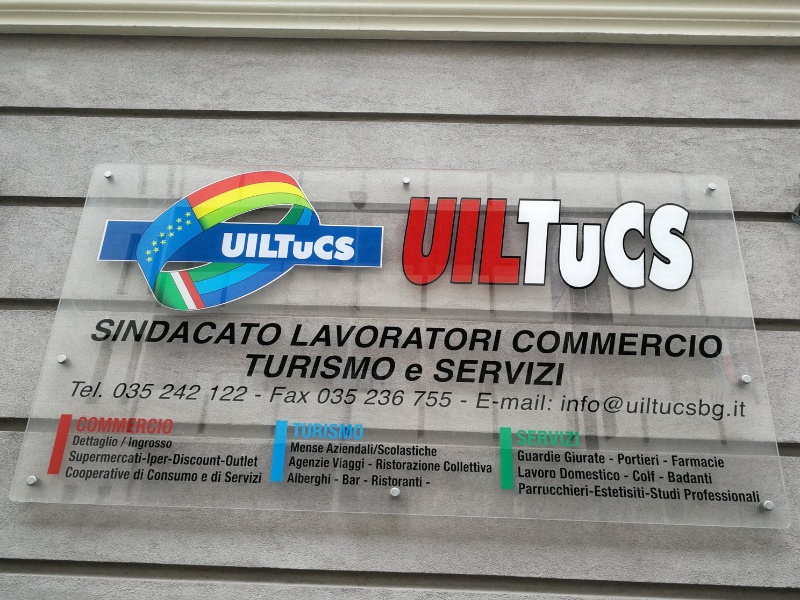 UILTuCS
UILTuCS
SINDACATO LAVORATORI COMMERCIO
TURISMO e SERVIZI
Tel. 035 242 122 - Fax 035 236 755 - E-mail: info@uiltucsbg.it
COMMERCIO
Dettaglio / Ingrosso
Supermercati-Iper-Discount-Outlet
Cooperative di Consumo e di Servizi
TURISMO
Mense Aziendali/Scolastiche
Agenzie Viaggi - Ristorazione Collettiva
Alberghi - Bar - Ristoranti -
SERVIZI
Guardie Giurate - Portieri - Farmacie
Lavoro Domestico - Colf - Badanti
Parrucchieri-Estetisiti-Studi Professionali